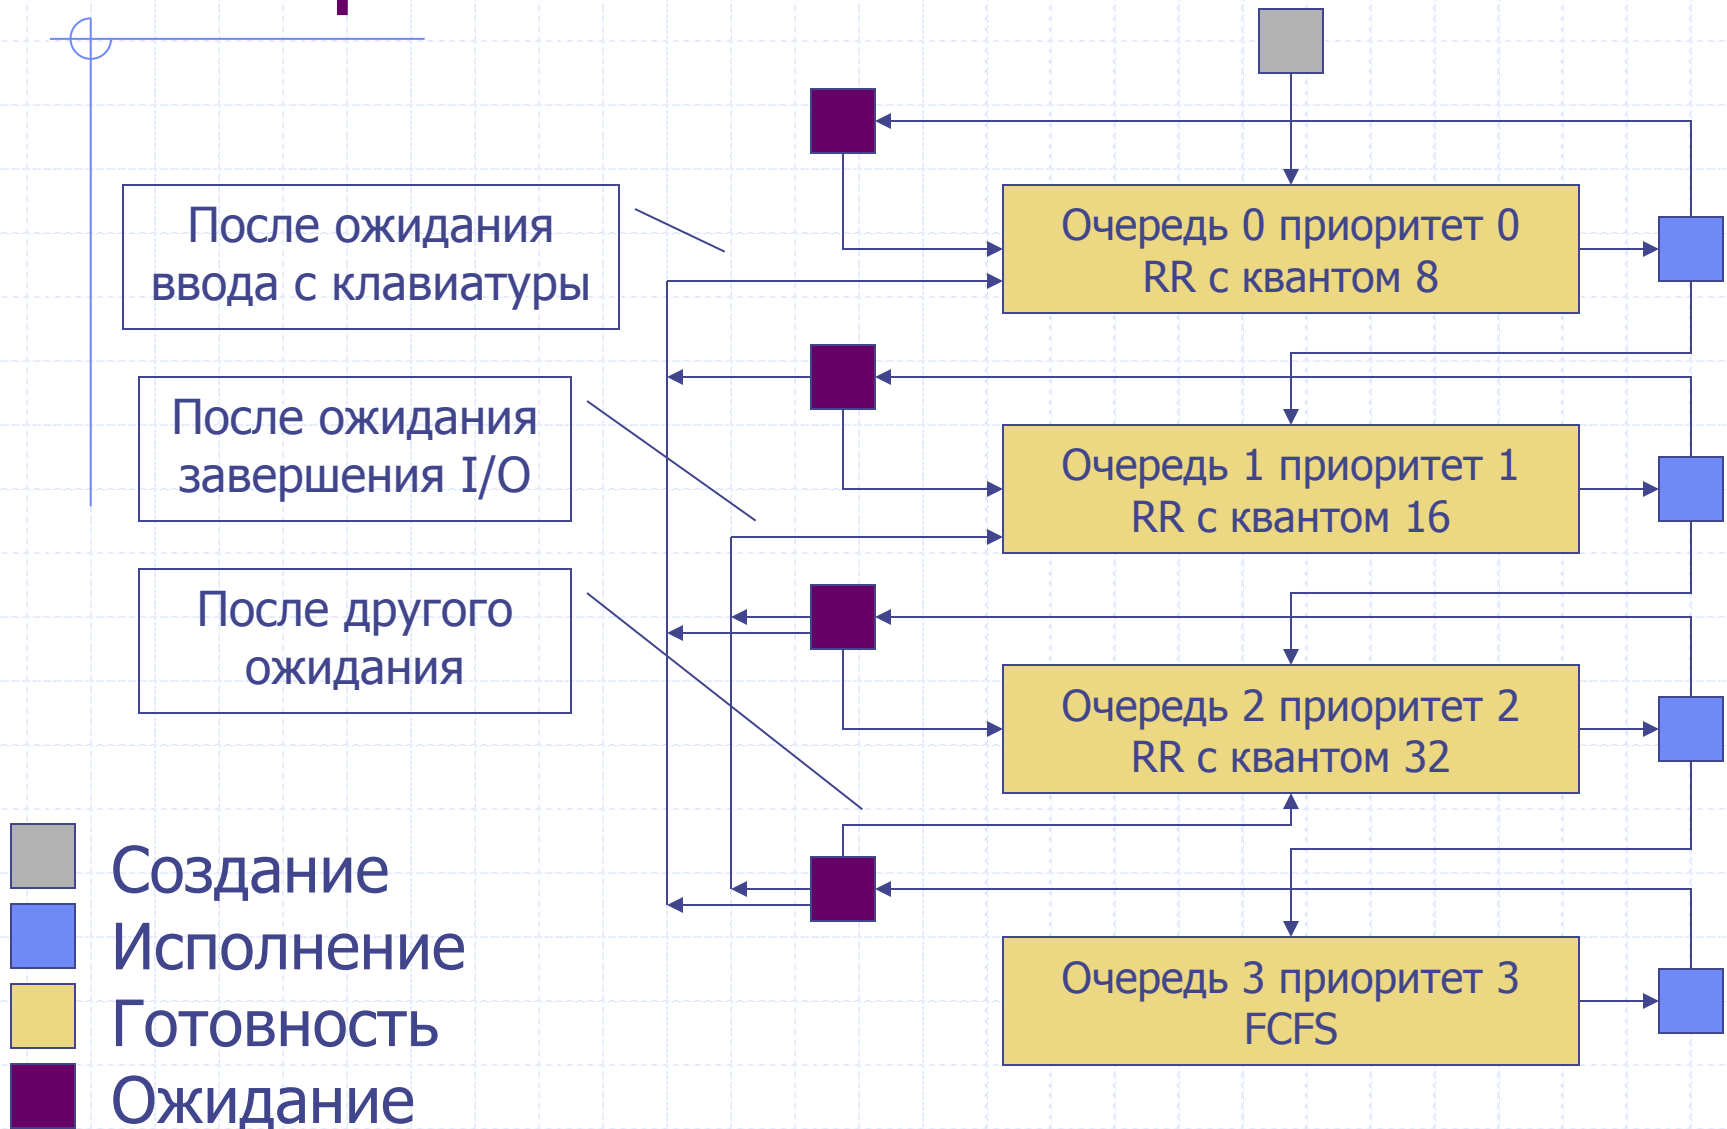 После ожидания
ввода с клавиатуры
После ожидания
завершения I/O
После другого
ожидания
Очередь 0 приоритет 0
RR с квантом 8
Очередь 1 приоритет 1
RR с квантом 16
Очередь 2 приоритет 2
RR с квантом 32
Очередь 3 приоритет 3
FCFS
Создание
Исполнение
Готовность
Ожидание